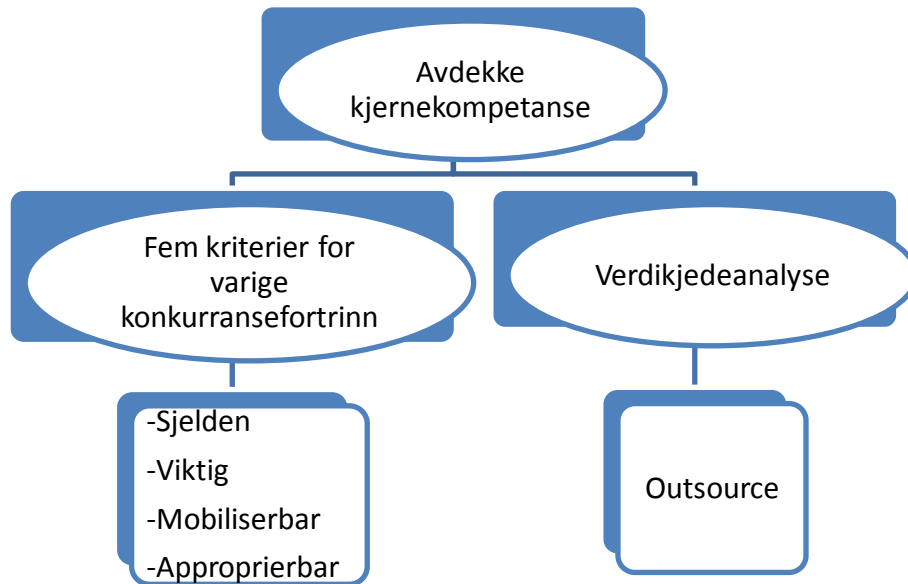 Avdekke
kjernekompetanse
Fem kriterier for
varige
konkurransefortrinn
Verdikjedeanalyse
-Sjelden
-Viktig
-Mobiliserbar
-Approprierbar
Outsource